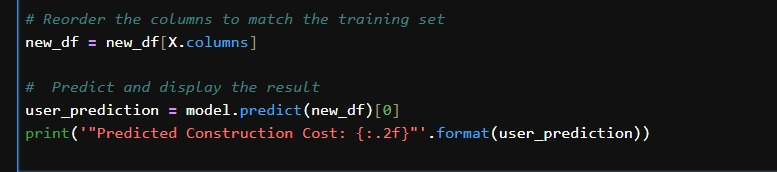 # Reorder the columns to match the training set
new_df = new_df[X.columns]
#  Predict and display the result
user_prediction = model.predict(new_df)[0]
print('"Predicted Construction Cost: {:.2f}"'.format(user_prediction))